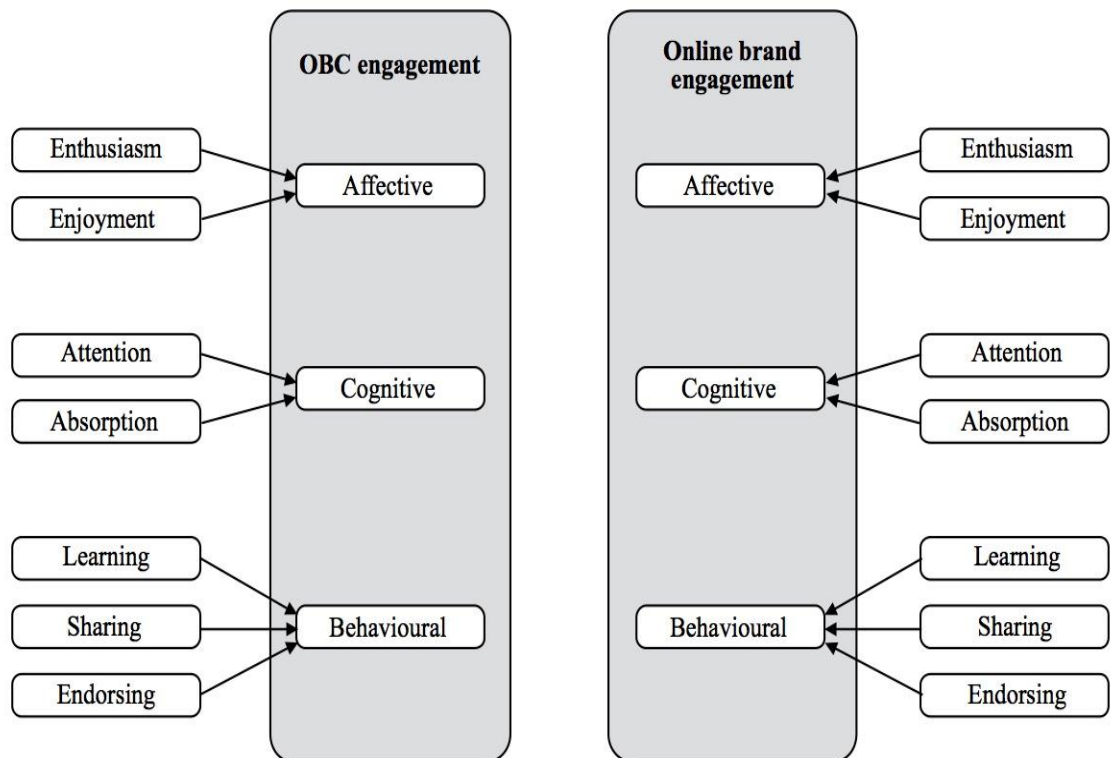 OBC engagement
Enthusiasm
Enjoyment
Affective
Attention
Absorption
Cognitive
Learning
Sharing
Endorsing
Behavioural
Online brand
engagement
Affective
Enthusiasm
Enjoyment
Cognitive
Attention
Absorption
Behavioural
Learning
Sharing
Endorsing